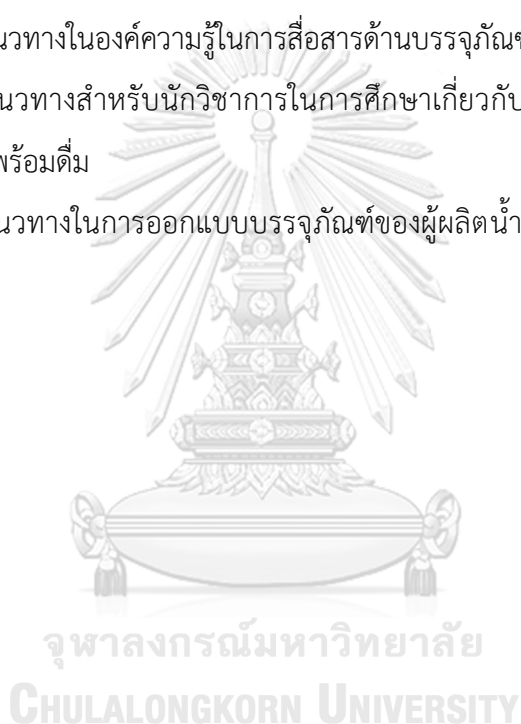 นวทางในองค์ความรู้ในการสื่อสารด้านบรรจุภัณฑ์
นวทางสำหรับนักวิชาการในการศึกษาเกี่ยวกับ
พร้อมดื่ม
นวทางในการออกแบบบรรจุภัณฑ์ของผู้ผลิตน้ำ
จุฬาลงกรณ์มหาวิทยาลัย
CHULALONGKORN UNIVERSITY